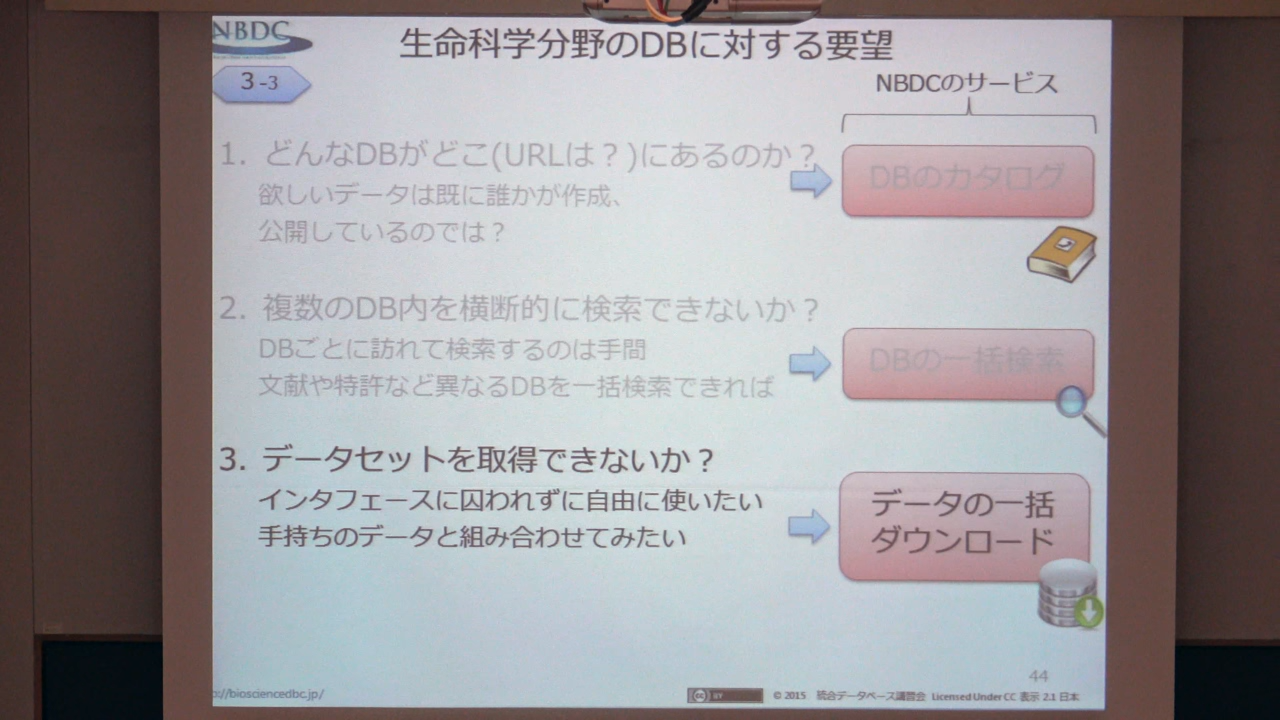 NBDC
生命科学分野のDBに対する要望
3-3
NBDCのサービス
1. どんなDBがどこ(URLは？)にあるのか？
欲しいデータは既に誰かが作成、
公開しているのでは？
DBのカタログ
2. 複数のDB内を横断的に検索できないか？
DBごとに訪れて検索するのは手間
文献や特許など異なるDBを一括検索できれば
DBの一括検索
3. データセットを取得できないか？
インタフェースに囚われずに自由に使いたい
手持ちのデータと組み合わせてみたい
データの一括
ダウンロード
44
://biosciencedbc.jp/
cc BY
© 2015 統合データベース講習会 Licensed Under CC 表示 2.1 日本